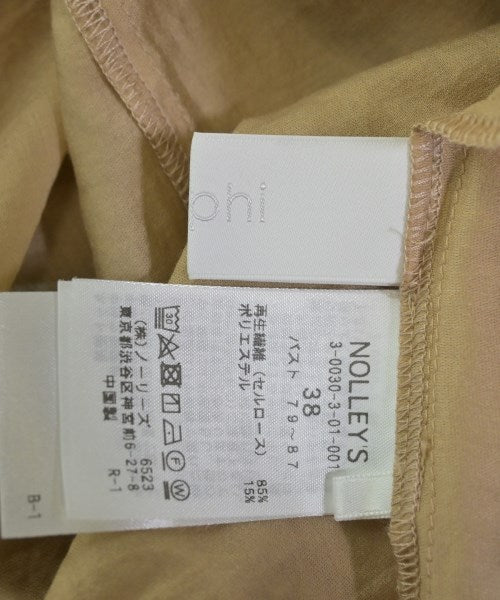 NOLLEY'S
3-0030-3-01-001
38
バスト 79～87
再生繊維 (セルロース) 85%
ポリエステル 15%
30
(株) ノーリーズ 6523
東京都渋谷区神宮前6-27-8
中国製 R-1
B-1